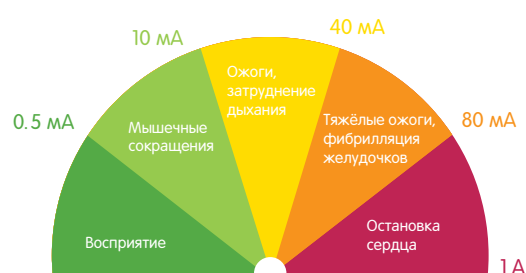 0.5 мА
10 мА
40 мА
80 мА
1 А
Восприятие
Мышечные
сокращения
Ожоги,
затруднение
дыхания
Тяжёлые ожоги,
фибрилляция
желудочков
Остановка
сердца